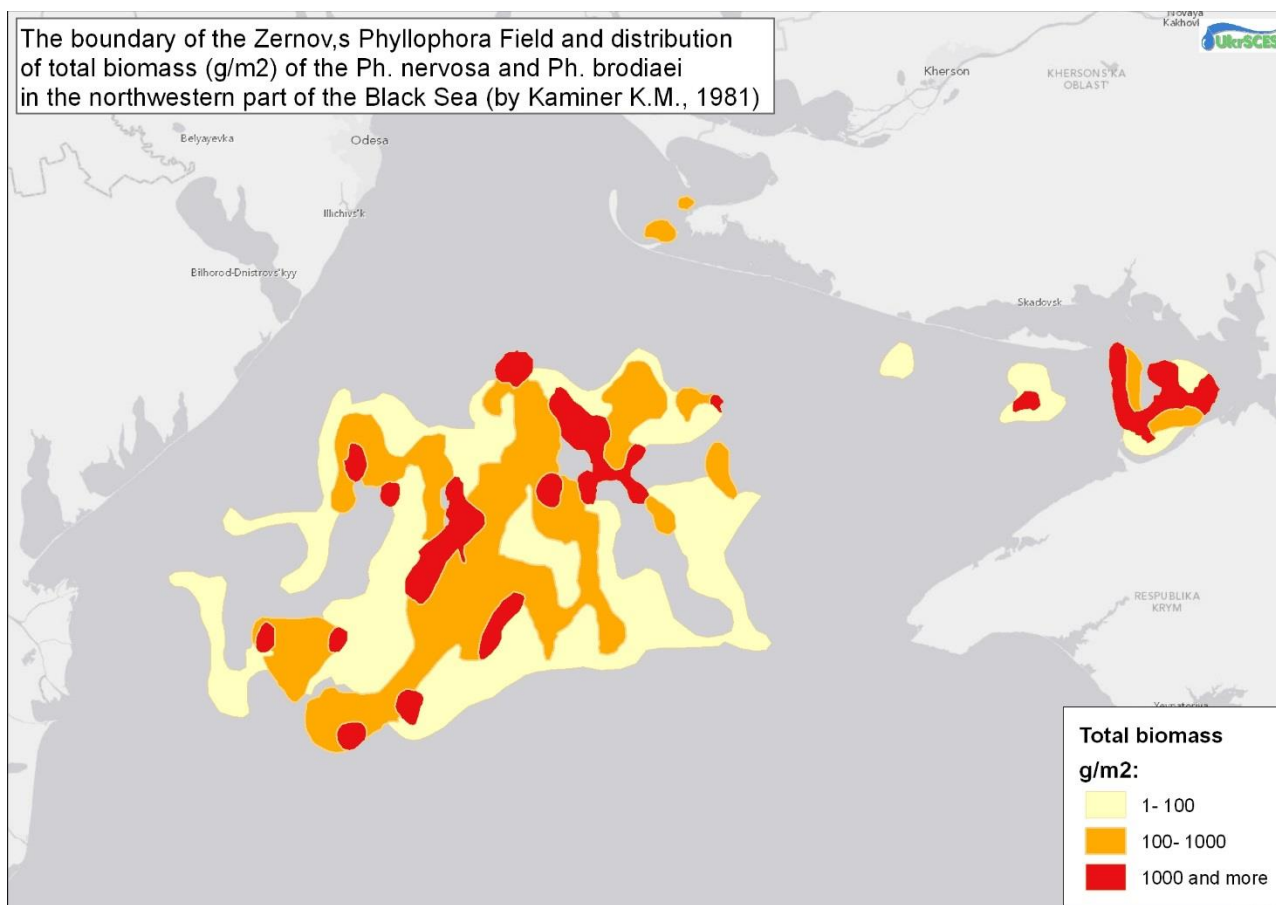 The boundary of the Zernov,s Phyllophora Field and distribution
of total biomass (g/m2) of the Ph. nervosa and Ph. brodiaei
in the northwestern part of the Black Sea (by Kaminer K.M., 1981)
UkrSCES
Kherson
KHERSONS'KA
OBLAST'
Belyayevka
Odesa
Illichivs'k
Bilhorod-Dnistrovs'kyy
Skadovsk
RESPUBLIKA
KRYM
Total biomass
g/m2:
1- 100
100- 1000
1000 and more